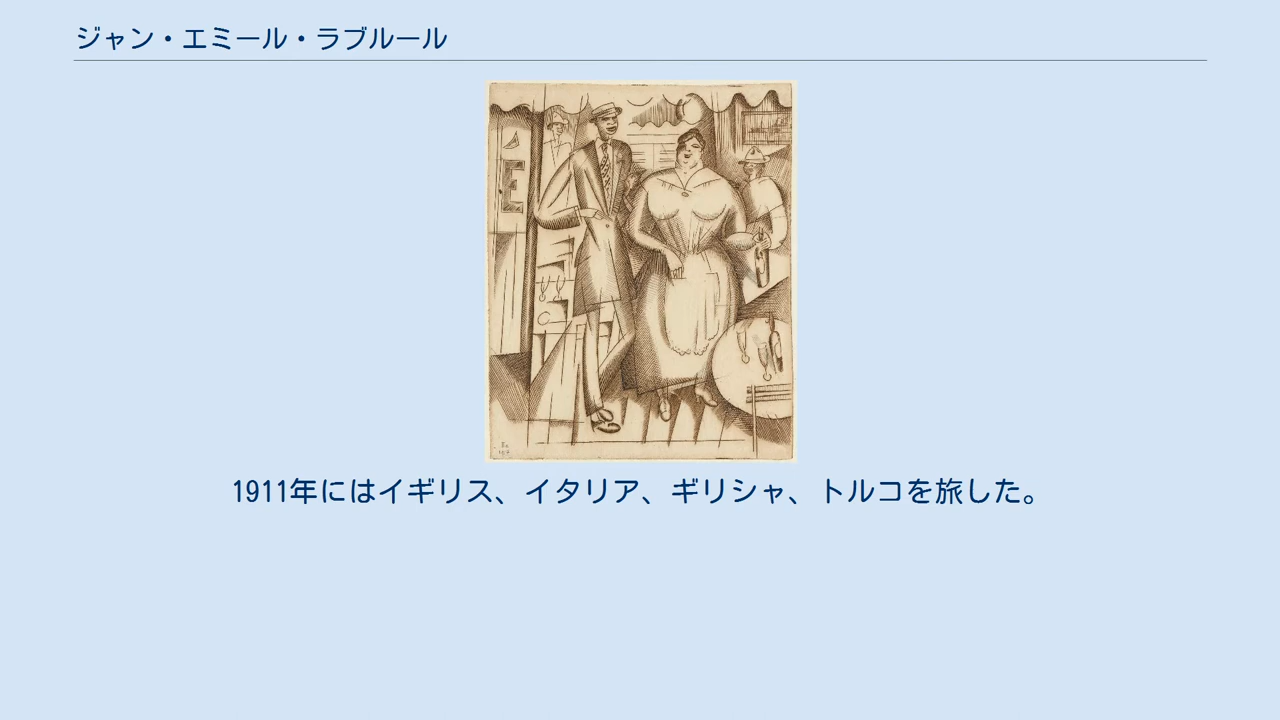 ジャン・エミール・ラブルール
E
1911年にはイギリス、イタリア、ギリシャ、トルコを旅した。